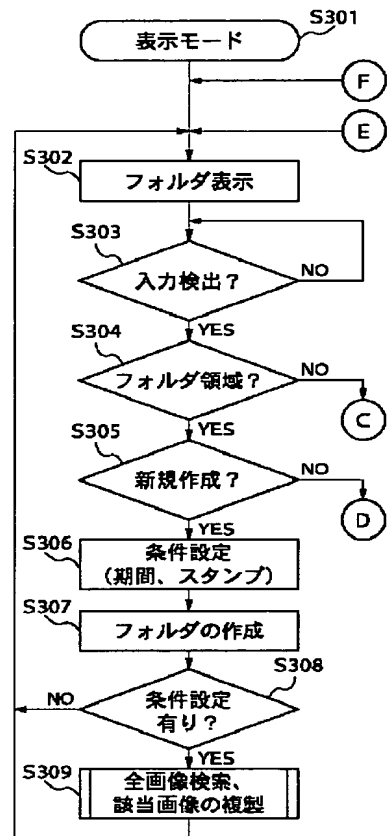 S301
表示モード
F
E
S302
フォルダ表示
S303
入力検出?
NO
YES
S304
フォルダ領域?
NO
C
YES
S305
新規作成?
NO
D
YES
S306
条件設定
(期間、スタンプ)
S307
フォルダの作成
S308
条件設定
有り?
NO
YES
S309
全画像検索、
該当画像の複製